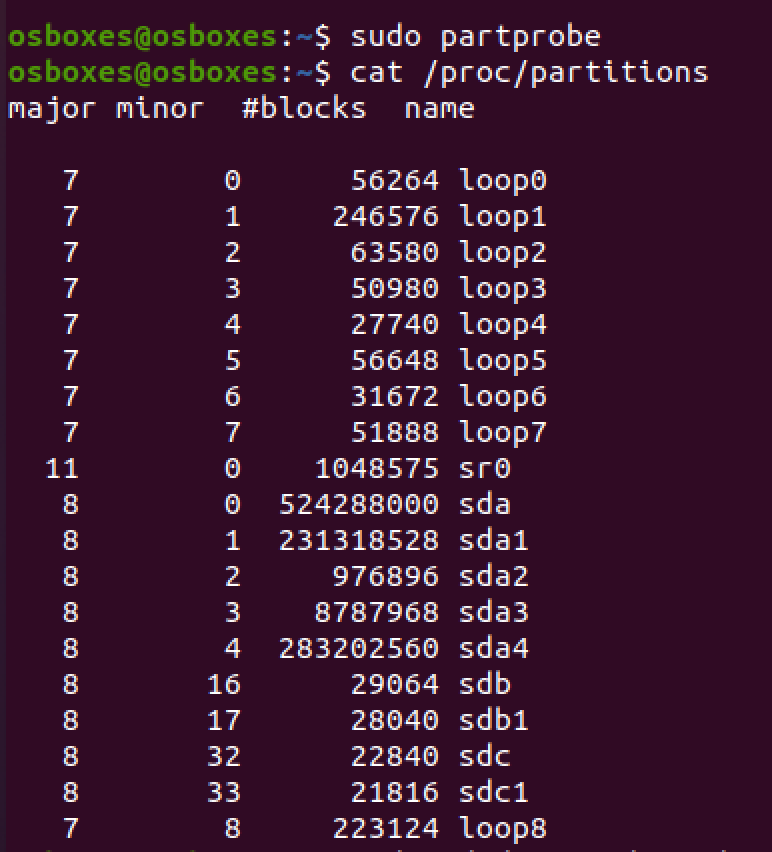 osboxes@osboxes:~$ sudo partprobe
osboxes@osboxes:~$ cat /proc/partitions
major minor  #blocks  name
7 0 56264 loop0
7 1 246576 loop1
7 2 63580 loop2
7 3 50980 loop3
7 4 27740 loop4
7 5 56648 loop5
7 6 31672 loop6
7 7 51888 loop7
11 0 1048575 sr0
8 0 524288000 sda
8 1 231318528 sda1
8 2 976896 sda2
8 3 8787968 sda3
8 4 283202560 sda4
8 16 29064 sdb
8 17 28040 sdb1
8 32 22840 sdc
8 33 21816 sdc1
7 8 223124 loop8